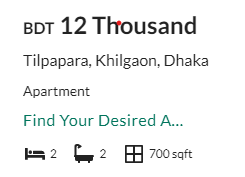 BDT 12 Thousand
Tilpapara, Khilgaon, Dhaka
Apartment
Find Your Desired A...
2 2 700 sqft